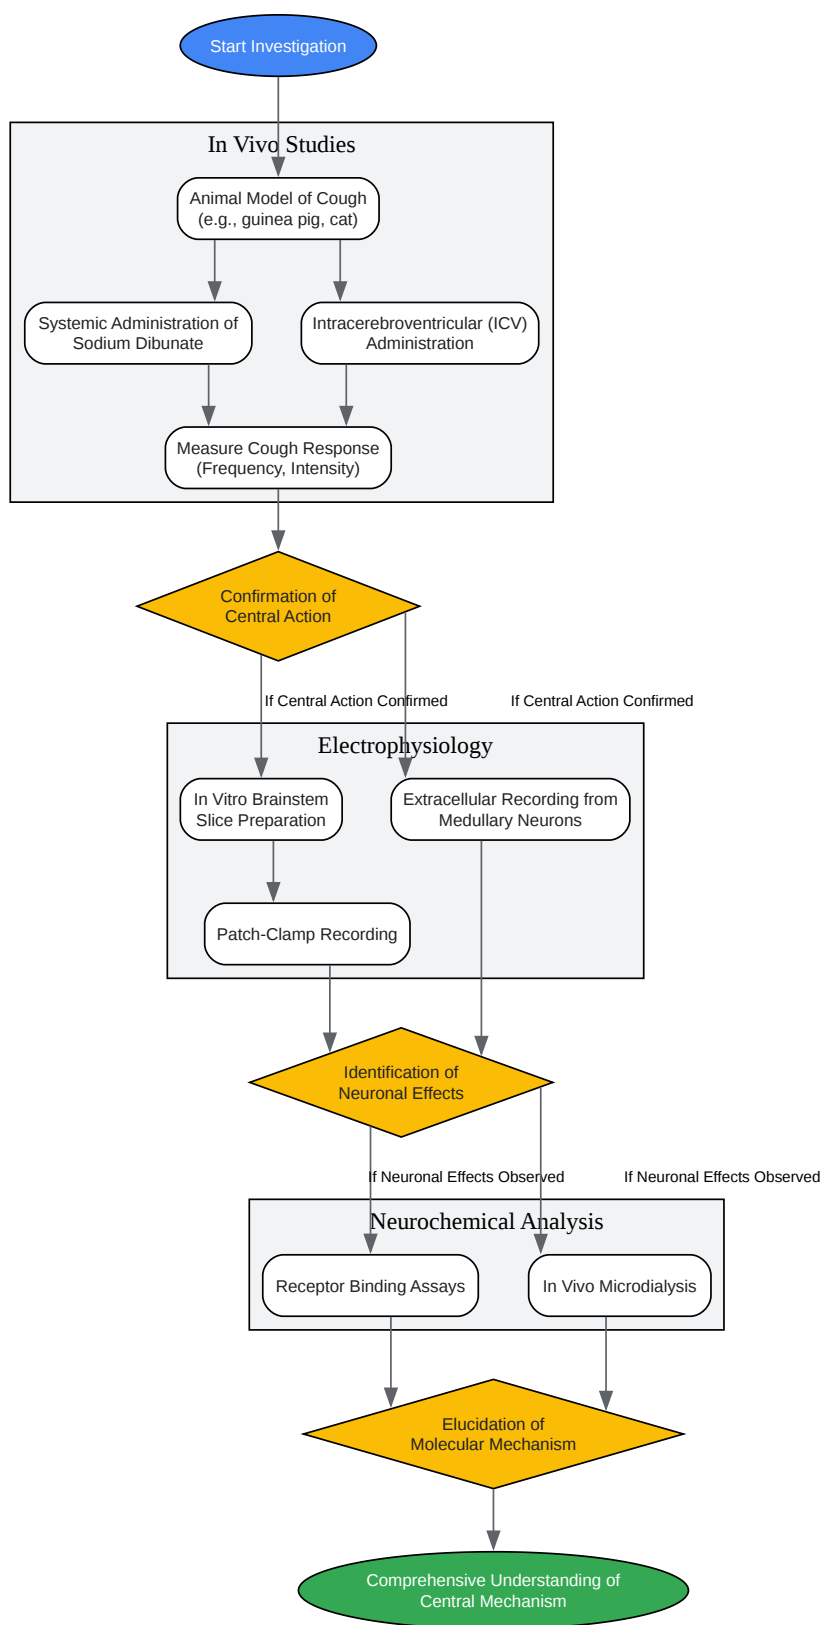 Start Investigation
In Vivo Studies
Animal Model of Cough
(e.g., guinea pig, cat)
Systemic Administration of
Sodium Dibunate
Intracerebroventricular (ICV)
Administration
Measure Cough Response
(Frequency, Intensity)
Confirmation of
Central Action
If Central Action Confirmed
If Central Action Confirmed
Electrophysiology
In Vitro Brainstem
Slice Preparation
Extracellular Recording from
Medullary Neurons
Patch-Clamp Recording
Identification of
Neuronal Effects
If Neuronal Effects Observed
If Neuronal Effects Observed
Neurochemical Analysis
Receptor Binding Assays
In Vivo Microdialysis
Elucidation of
Molecular Mechanism
Comprehensive Understanding of
Central Mechanism